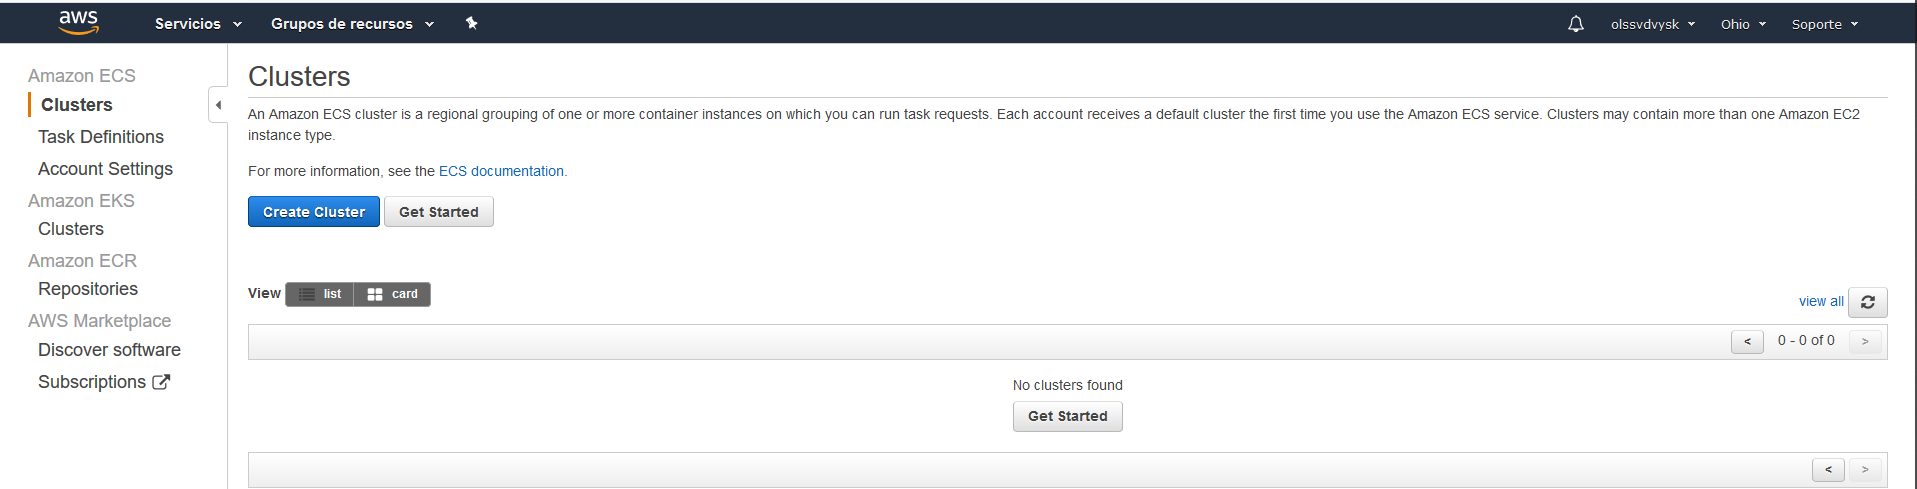 aws Servicios Grupos de recursos olssvdvysk Ohio Soporte
Amazon ECS
Clusters
Task Definitions
Account Settings
Amazon EKS
Clusters
Amazon ECR
Repositories
AWS Marketplace
Discover software
Subscriptions
Clusters
An Amazon ECS cluster is a regional grouping of one or more container instances on which you can run task requests. Each account receives a default cluster the first time you use the Amazon ECS service. Clusters may contain more than one Amazon EC2
instance type.
For more information, see the ECS documentation.
Create Cluster Get Started
View list card
view all
< 0 - 0 of 0 >
No clusters found
Get Started
< >